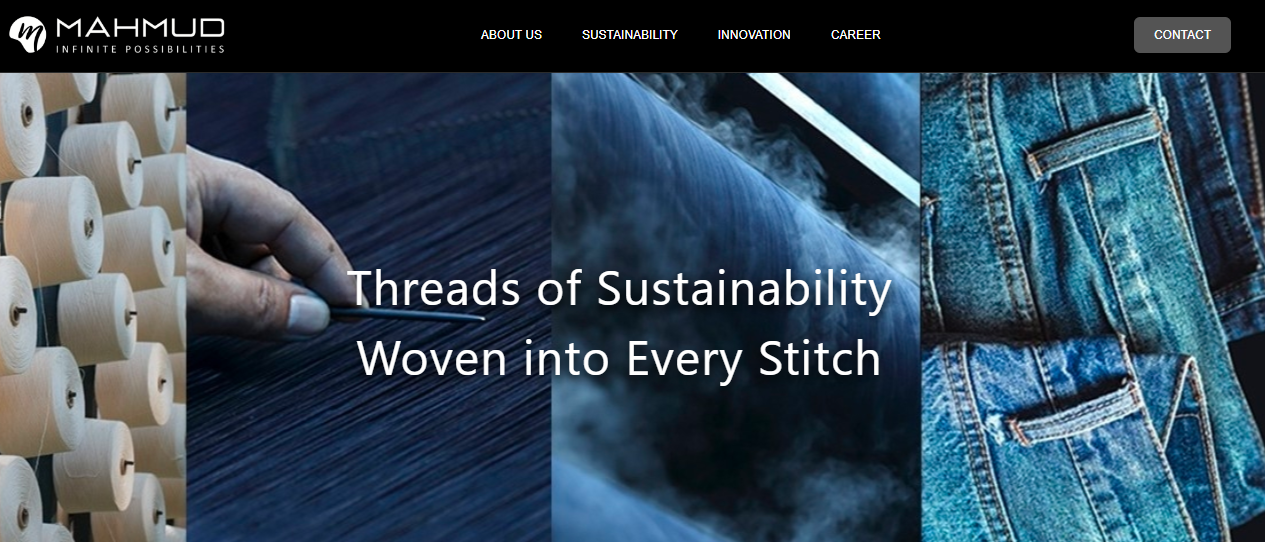 MAHMUD
INFINITE POSSIBILITIES
ABOUT US
SUSTAINABILITY
INNOVATION
CAREER
CONTACT
Threads of Sustainability
Woven into Every Stitch